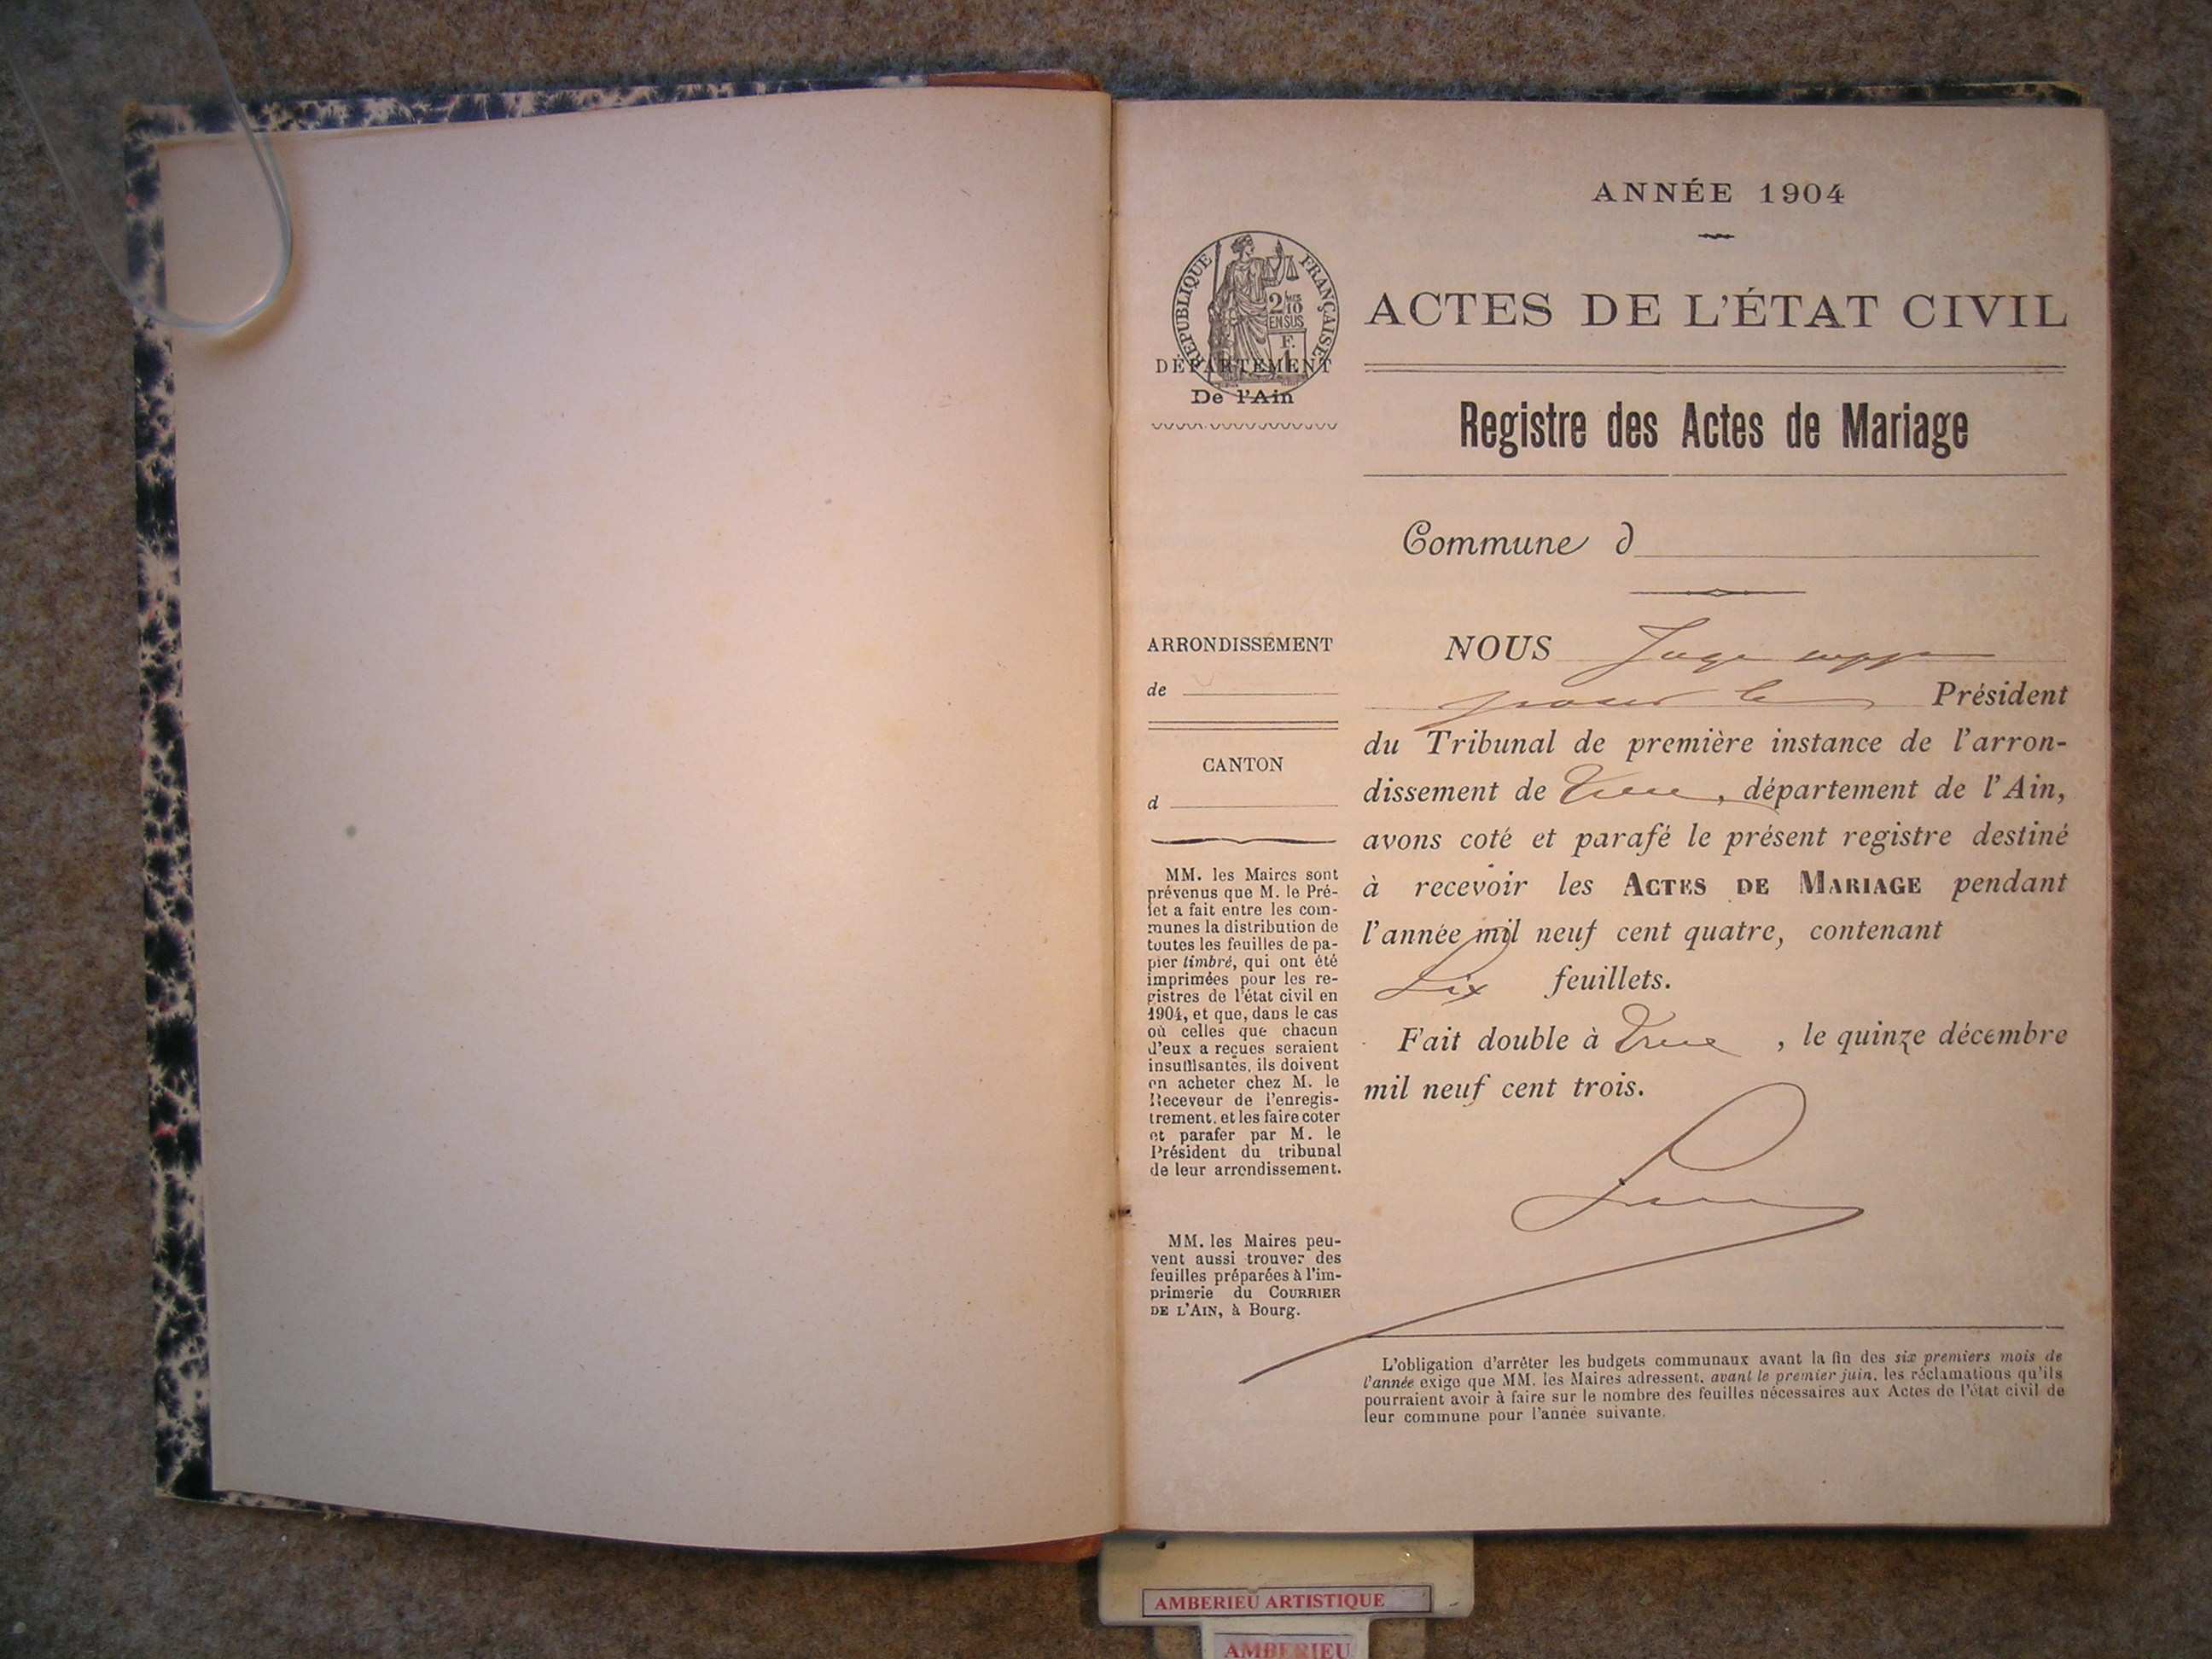 ANNÉE 1904
RÉPUBLIQUE FRANÇAISE
2/10
EN SUS
F.
1
ACTES DE L'ÉTAT CIVIL
DÉPARTEMENT
De l'Ain
Registre des Actes de Mariage
Commune d
ARRONDISSEMENT
de
CANTON
d
MM. les Maires sont
prévenus que M. le Pré-
fet a fait entre les com-
munes la distribution de
toutes les feuilles de pa-
pier timbré, qui ont été
imprimées pour les re-
gistres de l'état civil en
1904, et que, dans le cas
où celles que chacun
d'eux a reçues seraient
insuffisantes, ils doivent
en acheter chez M. le
Receveur de l'enregis-
trement, et les faire coter
et parafer par M. le
Président du tribunal
de leur arrondissement.
MM. les Maires peu-
vent aussi trouver des
feuilles préparées à l'im-
primerie du COURRIER
DE L'AIN, à Bourg.
NOUS Juge supp
pour le Président
du Tribunal de première instance de l'arron-
dissement de , département de l'Ain,
avons coté et parafé le présent registre destiné
à recevoir les ACTES DE MARIAGE pendant
l'année mil neuf cent quatre, contenant
feuillets.
Fait double à , le quinze décembre
mil neuf cent trois.
L'obligation d'arrêter les budgets communaux avant la fin des six premiers mois de
l'année exige que MM. les Maires adressent, avant le premier juin, les réclamations qu'ils
pourraient avoir à faire sur le nombre des feuilles nécessaires aux Actes de l'état civil de
leur commune pour l'année suivante.
AMBERIEU ARTISTIQUE
AMBERIEU